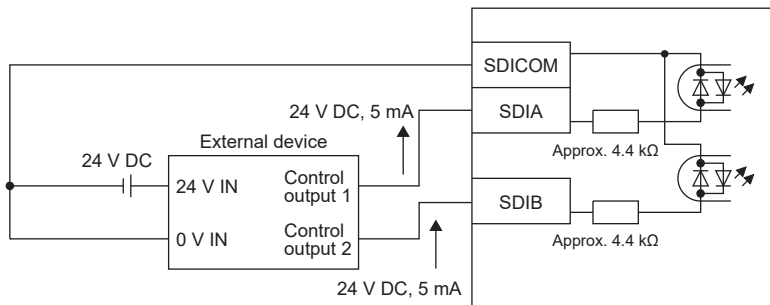 SDICOM
24 V DC, 5 mA
SDIA
External device
Approx. 4.4 kΩ
24 V DC
24 V IN
Control
output 1
SDIB
0 V IN
Control
output 2
Approx. 4.4 kΩ
24 V DC, 5 mA